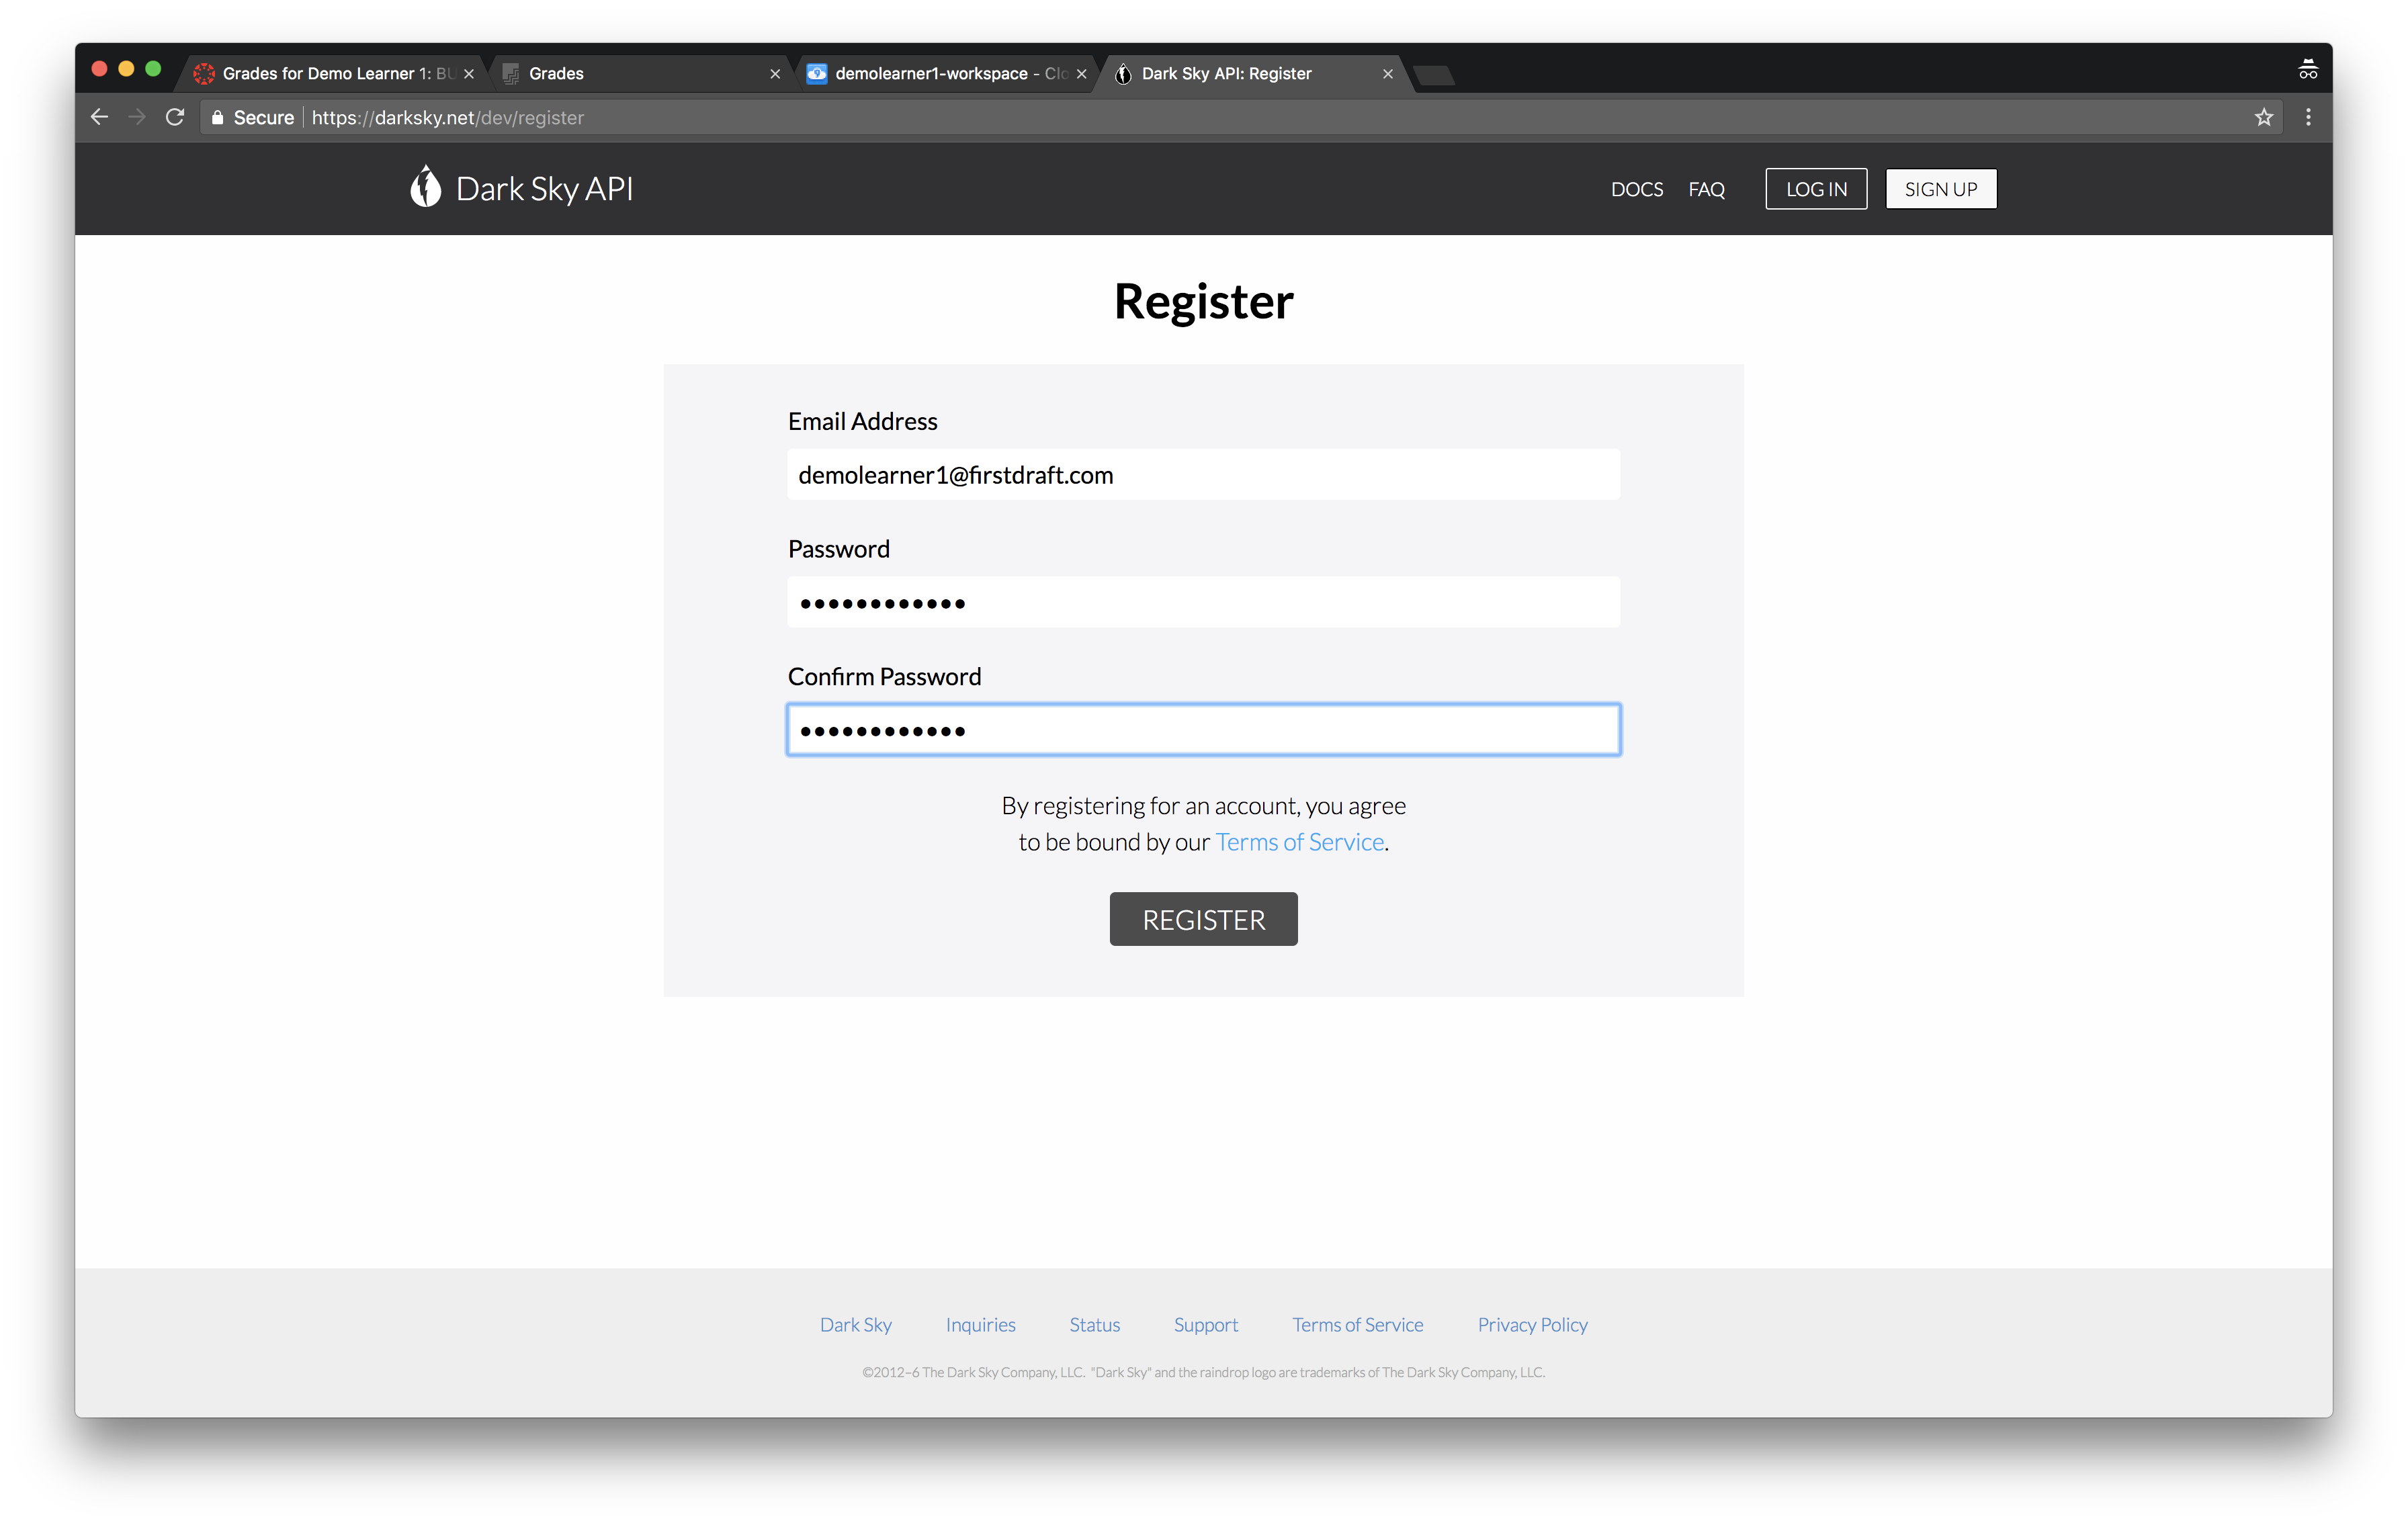 Grades for Demo Learner 1: BU
Grades
demolearner1-workspace - Clo
Dark Sky API: Register
Secure
https://darksky.net/dev/register
Dark Sky API
DOCS
FAQ
LOG IN
SIGN UP
Register
Email Address
demolearner1@firstdraft.com
Password
••••••••••••
Confirm Password
••••••••••••
By registering for an account, you agree
to be bound by our Terms of Service.
REGISTER
Dark Sky
Inquiries
Status
Support
Terms of Service
Privacy Policy
©2012–6 The Dark Sky Company, LLC. "Dark Sky" and the raindrop logo are trademarks of The Dark Sky Company, LLC.